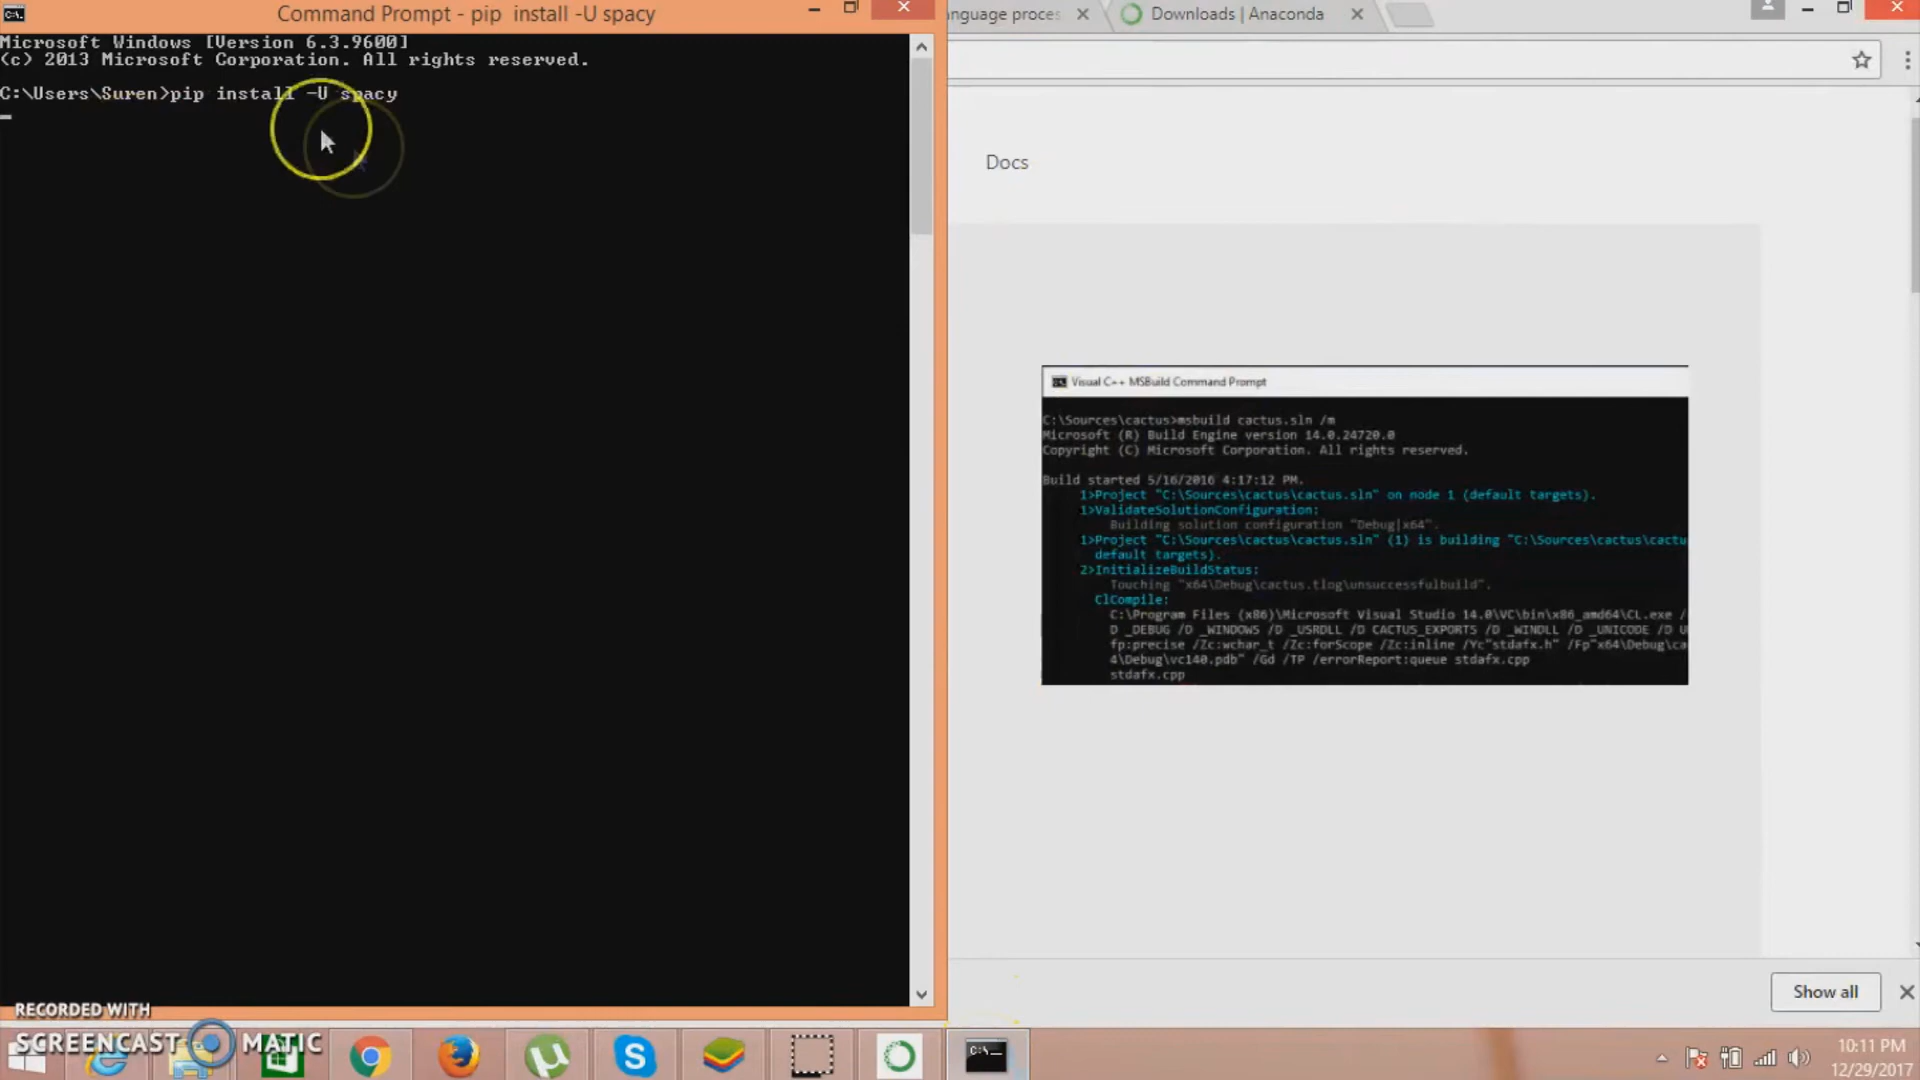 Command Prompt - pip  install -U spacy
Microsoft Windows [Version 6.3.9600]
(c) 2013 Microsoft Corporation. All rights reserved.
C:\Users\Suren>pip install -U spacy
anguage proces
Downloads | Anaconda
Docs
Visual C++ MSBuild Command Prompt
C:\Sources\cactus>msbuild cactus.sln /m
Microsoft (R) Build Engine version 14.0.24720.0
Copyright (C) Microsoft Corporation. All rights reserved.
Build started 5/16/2016 4:17:12 PM.
1>Project "C:\Sources\cactus\cactus.sln" on node 1 (default targets).
1>ValidateSolutionConfiguration:
Building solution configuration "Debug|x64".
1>Project "C:\Sources\cactus\cactus.sln" (1) is building "C:\Sources\cactus\cactu
default targets).
2>InitializeBuildStatus:
Touching "x64\Debug\cactus.tlog\unsuccessfulbuild".
ClCompile:
C:\Program Files (x86)\Microsoft Visual Studio 14.0\VC\bin\x86_amd64\CL.exe /
D _DEBUG /D _WINDOWS /D _USRDLL /D CACTUS_EXPORTS /D _WINDLL /D _UNICODE /D U
fp:precise /Zc:wchar_t /Zc:forScope /Zc:inline /Yc"stdafx.h" /Fp"x64\Debug\ca
4\Debug\vc140.pdb" /Gd /TP /errorReport:queue stdafx.cpp
stdafx.cpp
Show all
RECORDED WITH
SCREENCAST MATIC
10:11 PM
12/29/2017